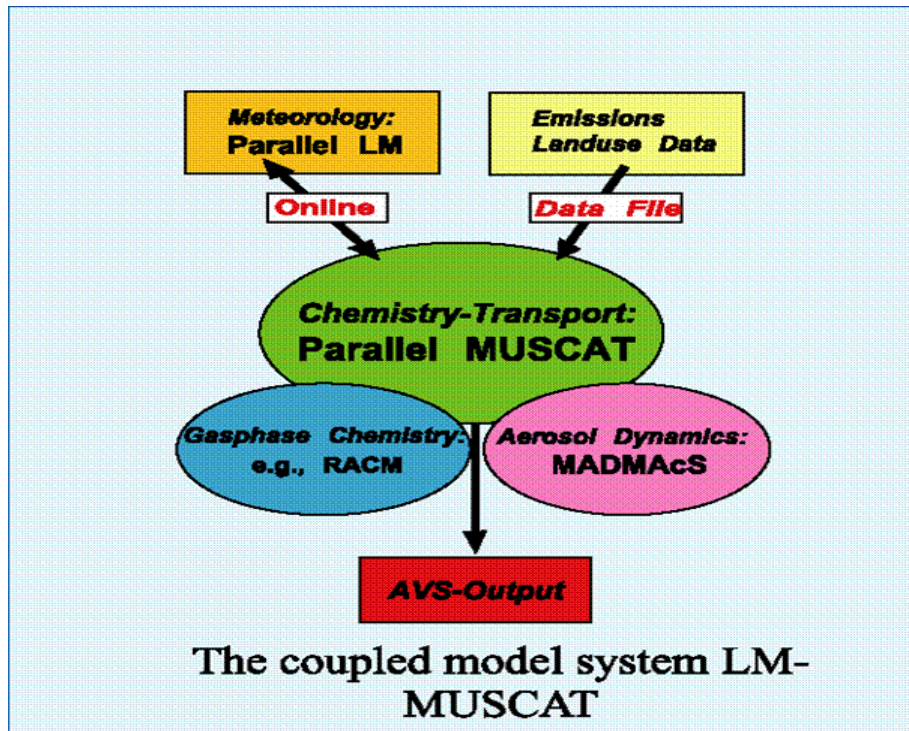 Meteorology:
Parallel LM
Emissions
Landuse Data
Online
Data File
Chemistry-Transport:
Parallel MUSCAT
Gasphase Chemistry:
e.g., RACM
Aerosol Dynamics:
MADMAcS
AVS-Output
The coupled model system LM-
MUSCAT